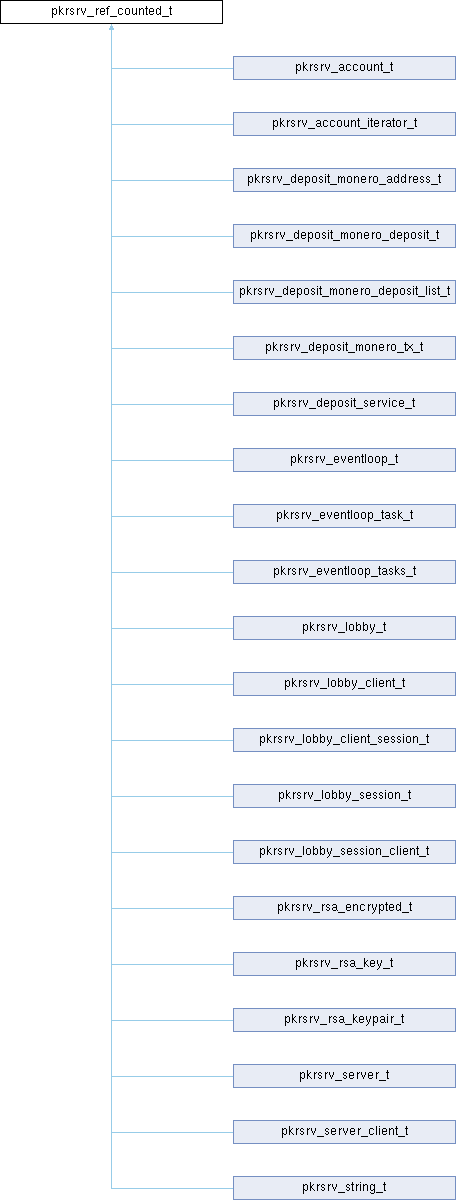 pkrsrv_ref_counted_t
pkrsrv_account_t
pkrsrv_account_iterator_t
pkrsrv_deposit_monero_address_t
pkrsrv_deposit_monero_deposit_t
pkrsrv_deposit_monero_deposit_list_t
pkrsrv_deposit_monero_tx_t
pkrsrv_deposit_service_t
pkrsrv_eventloop_t
pkrsrv_eventloop_task_t
pkrsrv_eventloop_tasks_t
pkrsrv_lobby_t
pkrsrv_lobby_client_t
pkrsrv_lobby_client_session_t
pkrsrv_lobby_session_t
pkrsrv_lobby_session_client_t
pkrsrv_rsa_encrypted_t
pkrsrv_rsa_key_t
pkrsrv_rsa_keypair_t
pkrsrv_server_t
pkrsrv_server_client_t
pkrsrv_string_t